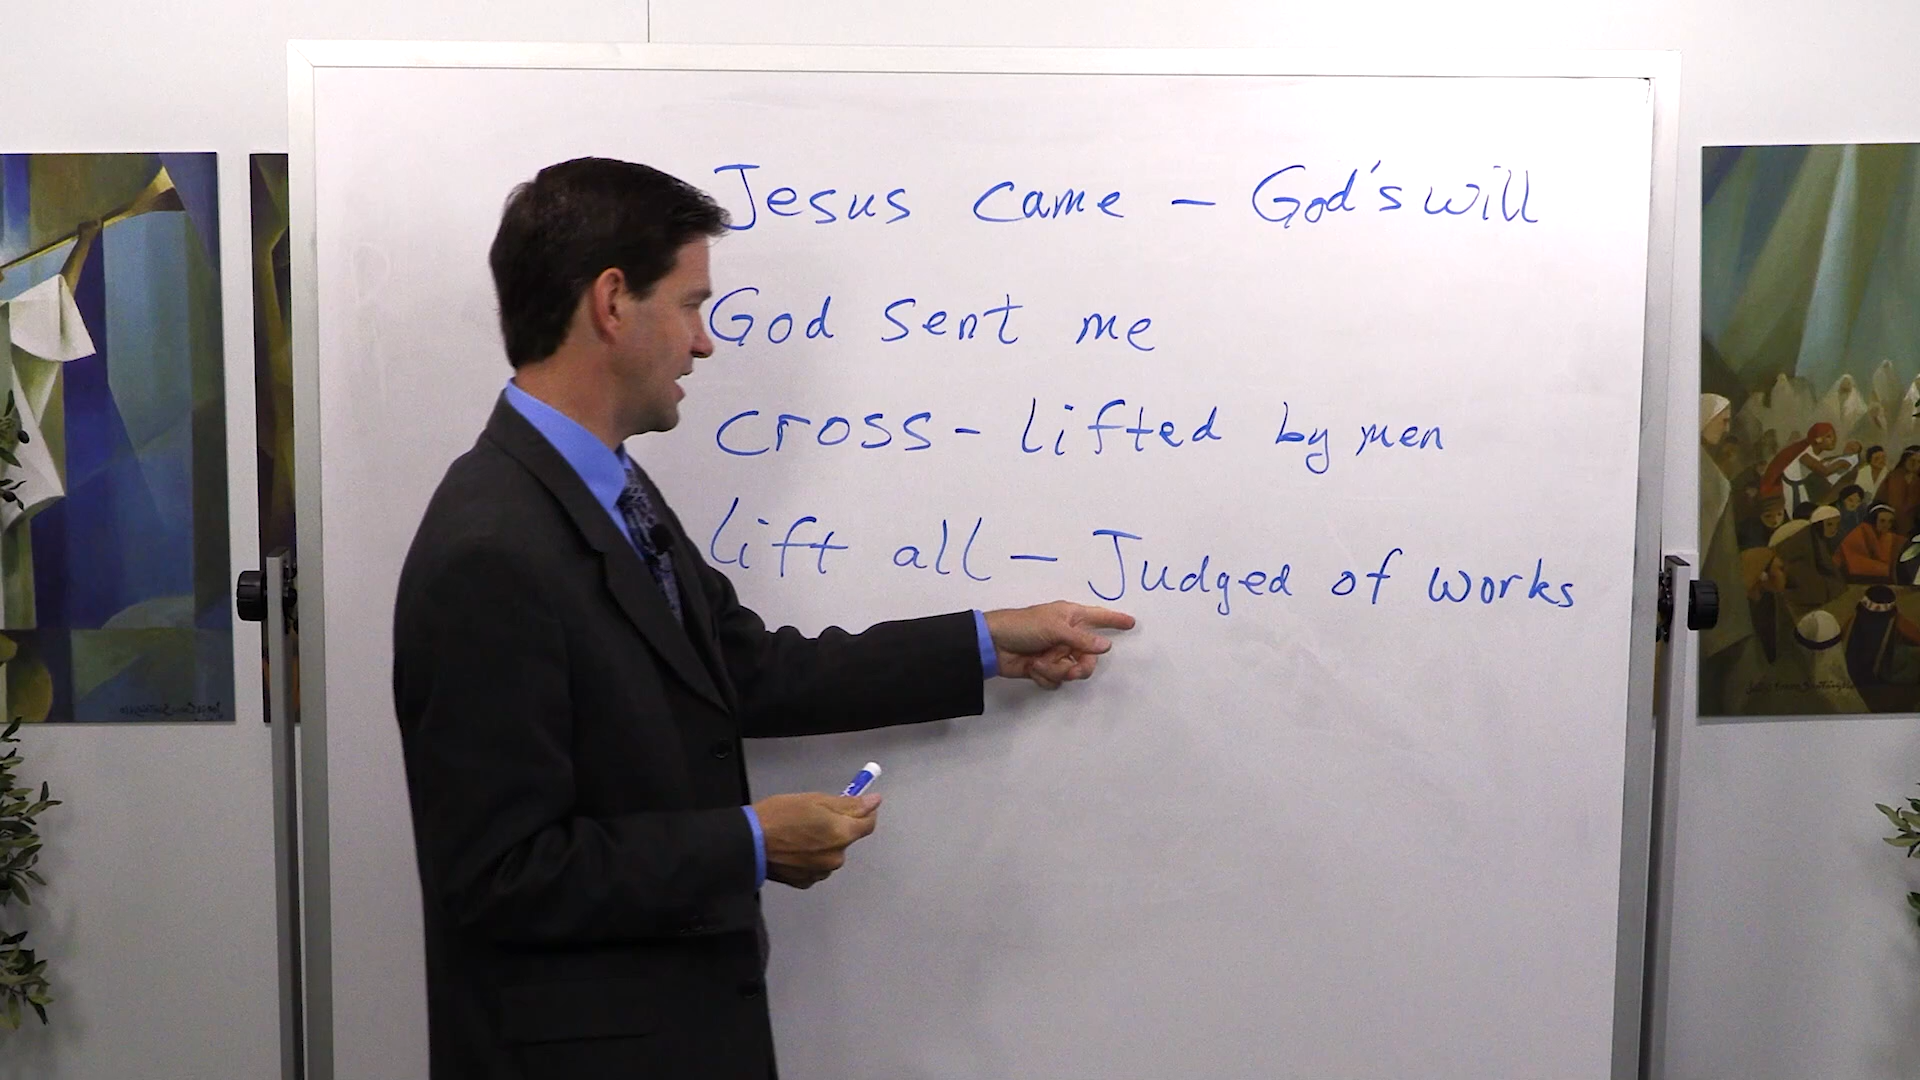 Jesus came - God's will
God sent me
cross - lifted by men
lift all - Judged of works